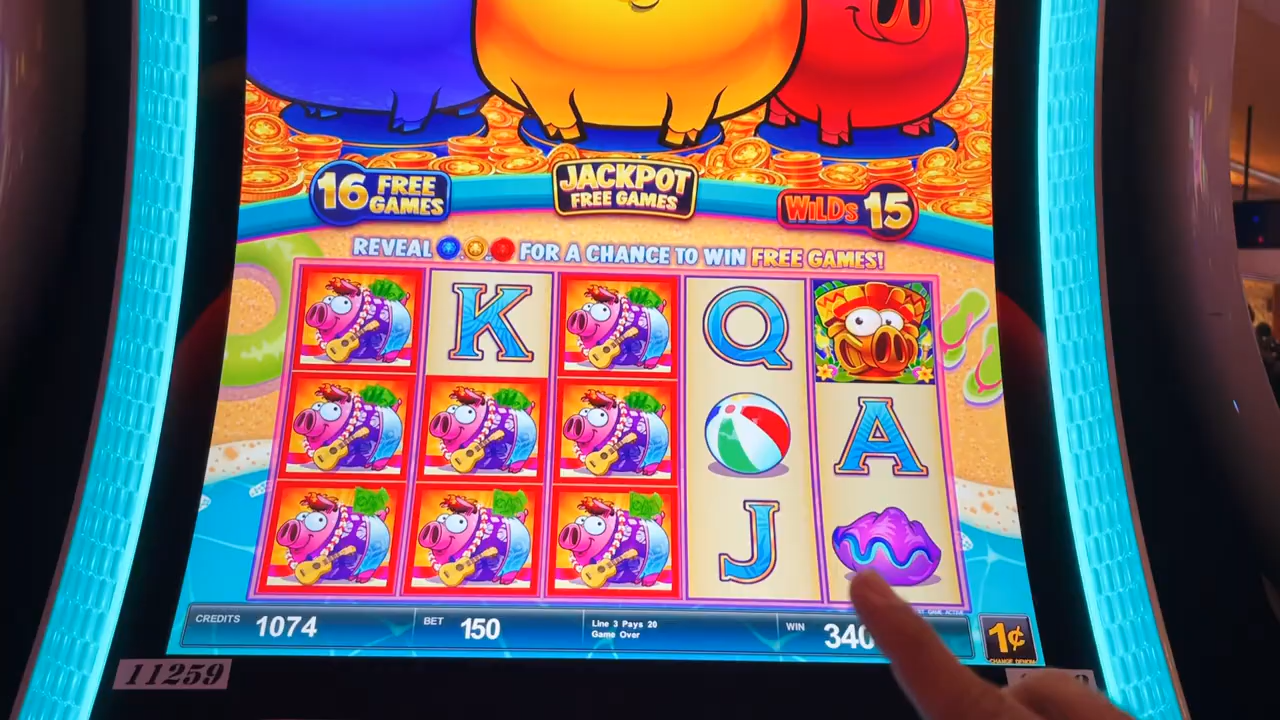 16 FREE GAMES
JACKPOT
FREE GAMES
WiLDs 15
REVEAL FOR A CHANCE TO WIN FREE GAMES!
K
Q
A
J
CREDITS 1074
BET 150
Line 3 Pays 20
Game Over
WIN 340
1¢
11259